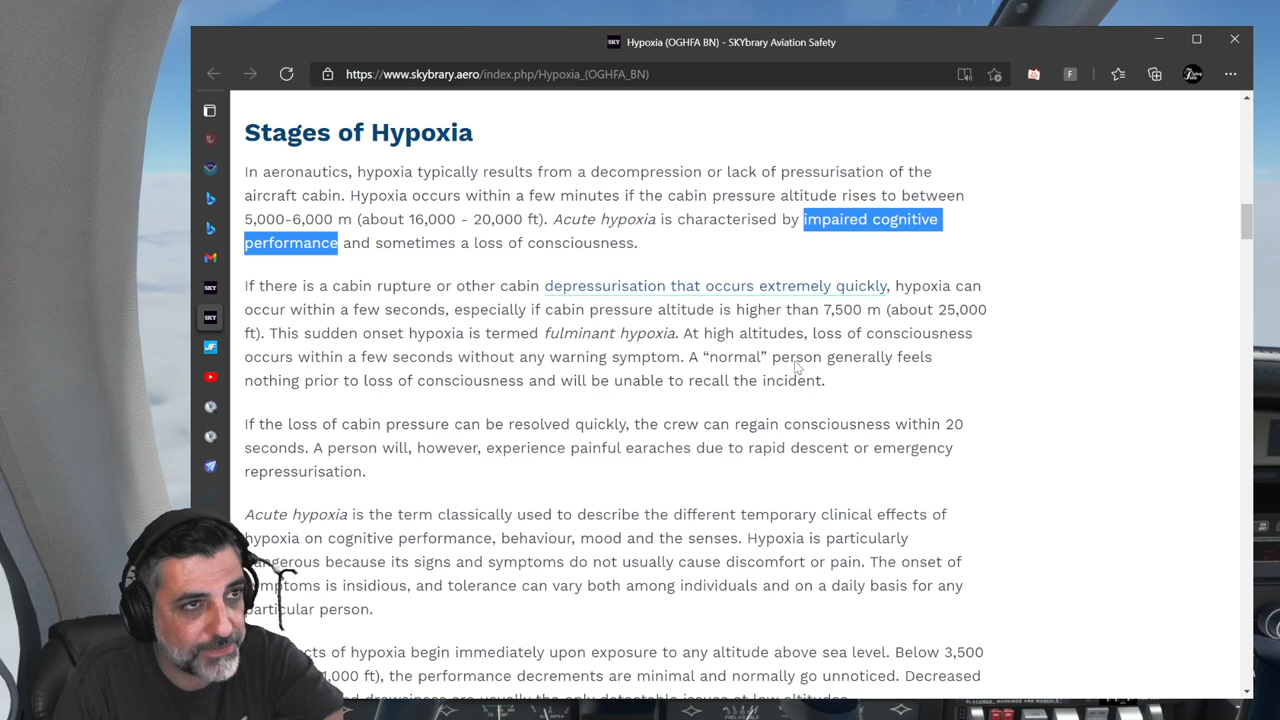 Hypoxia (OGHFA BN) - SKYbrary Aviation Safety
https://www.skybrary.aero/index.php/Hypoxia_(OGHFA_BN)
Stages of Hypoxia
In aeronautics, hypoxia typically results from a decompression or lack of pressurisation of the
aircraft cabin. Hypoxia occurs within a few minutes if the cabin pressure altitude rises to between
5,000-6,000 m (about 16,000 - 20,000 ft). Acute hypoxia is characterised by impaired cognitive
performance and sometimes a loss of consciousness.
If there is a cabin rupture or other cabin depressurisation that occurs extremely quickly, hypoxia can
occur within a few seconds, especially if cabin pressure altitude is higher than 7,500 m (about 25,000
ft). This sudden onset hypoxia is termed fulminant hypoxia. At high altitudes, loss of consciousness
occurs within a few seconds without any warning symptom. A “normal” person generally feels
nothing prior to loss of consciousness and will be unable to recall the incident.
If the loss of cabin pressure can be resolved quickly, the crew can regain consciousness within 20
seconds. A person will, however, experience painful earaches due to rapid descent or emergency
repressurisation.
Acute hypoxia is the term classically used to describe the different temporary clinical effects of
hypoxia on cognitive performance, behaviour, mood and the senses. Hypoxia is particularly
dangerous because its signs and symptoms do not usually cause discomfort or pain. The onset of
symptoms is insidious, and tolerance can vary both among individuals and on a daily basis for any
particular person.
of hypoxia begin immediately upon exposure to any altitude above sea level. Below 3,500
ft), the performance decrements are minimal and normally go unnoticed. Decreased
drowsiness are usually the only detectable issues at low altitudes.